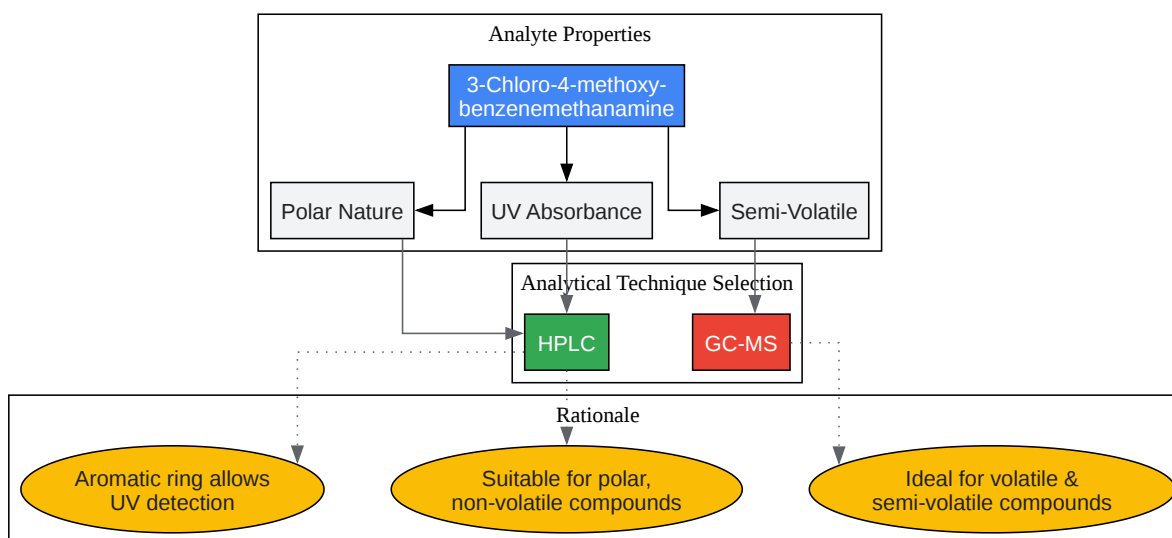 Analyte Properties
3-Chloro-4-methoxy-
benzenemethanamine
Polar Nature
UV Absorbance
Semi-Volatile
Analytical Technique Selection
HPLC
GC-MS
Rationale
Aromatic ring allows
UV detection
Suitable for polar,
non-volatile compounds
Ideal for volatile &
semi-volatile compounds